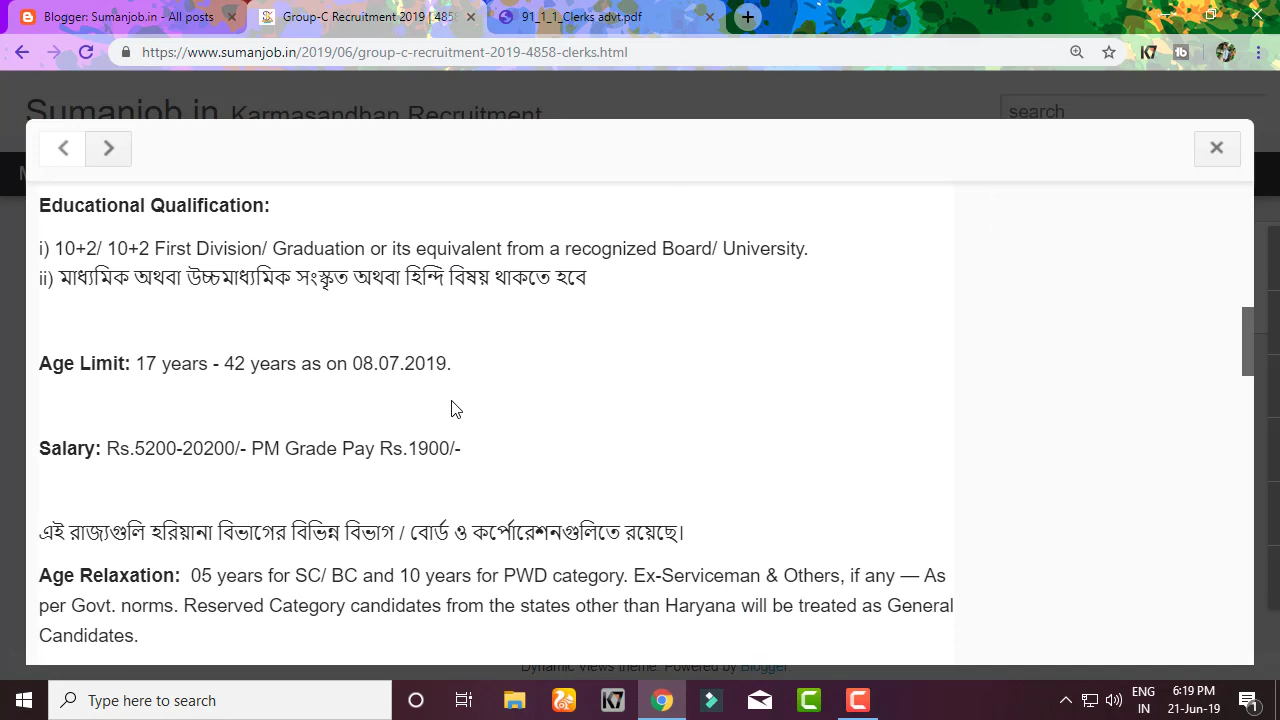 Blogger: Sumanjob.in - All posts
Group-C Recruitment 2019 | 4858
91_1_1_Clerks advt.pdf
https://www.sumanjob.in/2019/06/group-c-recruitment-2019-4858-clerks.html
Sumanjob.in Karmasandhan Recruitment
search
Educational Qualification:
i) 10+2/ 10+2 First Division/ Graduation or its equivalent from a recognized Board/ University.
ii) মাধ্যমিক অথবা উচ্চমাধ্যমিক সংস্কৃত অথবা হিন্দি বিষয় থাকতে হবে
Age Limit: 17 years - 42 years as on 08.07.2019.
Salary: Rs.5200-20200/- PM Grade Pay Rs.1900/-
এই রাজ্যগুলি হরিয়ানা বিভাগের বিভিন্ন বিভাগ / বোর্ড ও কর্পোরেশনগুলিতে রয়েছে।
Age Relaxation: 05 years for SC/ BC and 10 years for PWD category. Ex-Serviceman & Others, if any — As
per Govt. norms. Reserved Category candidates from the states other than Haryana will be treated as General
Candidates.
Dynamic Views theme. Powered by Blogger.
Type here to search
K7
ENG
IN
6:19 PM
21-Jun-19